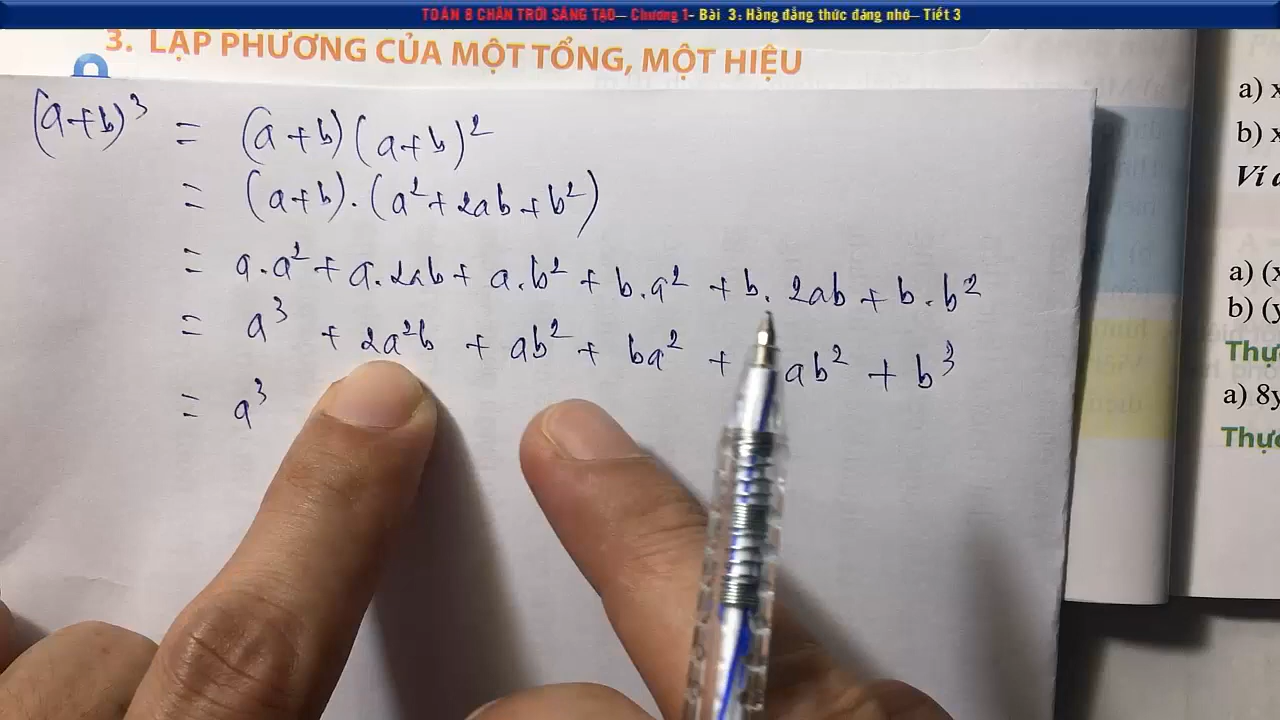 TOÁN 8 CHÂN TRỜI SÁNG TẠO– Chương 1- Bài 3: Hằng đẳng thức đáng nhớ– Tiết 3
3. LẬP PHƯƠNG CỦA MỘT TỔNG, MỘT HIỆU
(a+b)³ = (a+b)(a+b)²
= (a+b).(a²+2ab+b²)
= a.a² + a.2ab + a.b² + b.a² + b.2ab + b.b²
= a³ + 2a²b + ab² + ba² + ab² + b³
= a³
a) x
b) x
Ví d
a) (x
b) (y
Thự
a) 8y
Thự